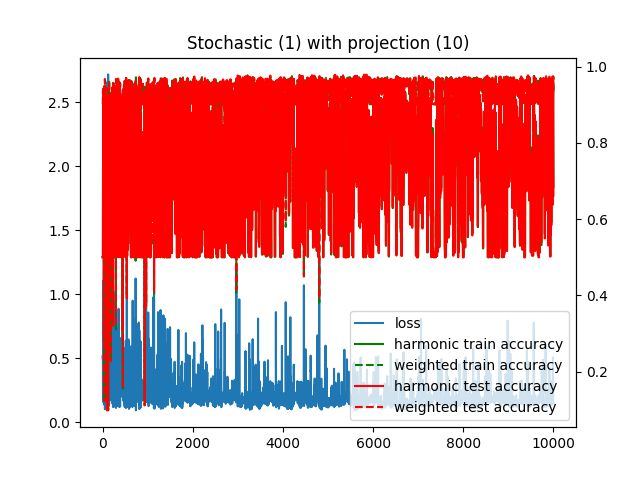 Stochastic (1) with projection (10)
2.5
2.0
1.5
1.0
0.5
0.0
1.0
0.8
0.6
0.4
0.2
loss
harmonic train accuracy
weighted train accuracy
harmonic test accuracy
weighted test accuracy
0 2000 4000 6000 8000 10000